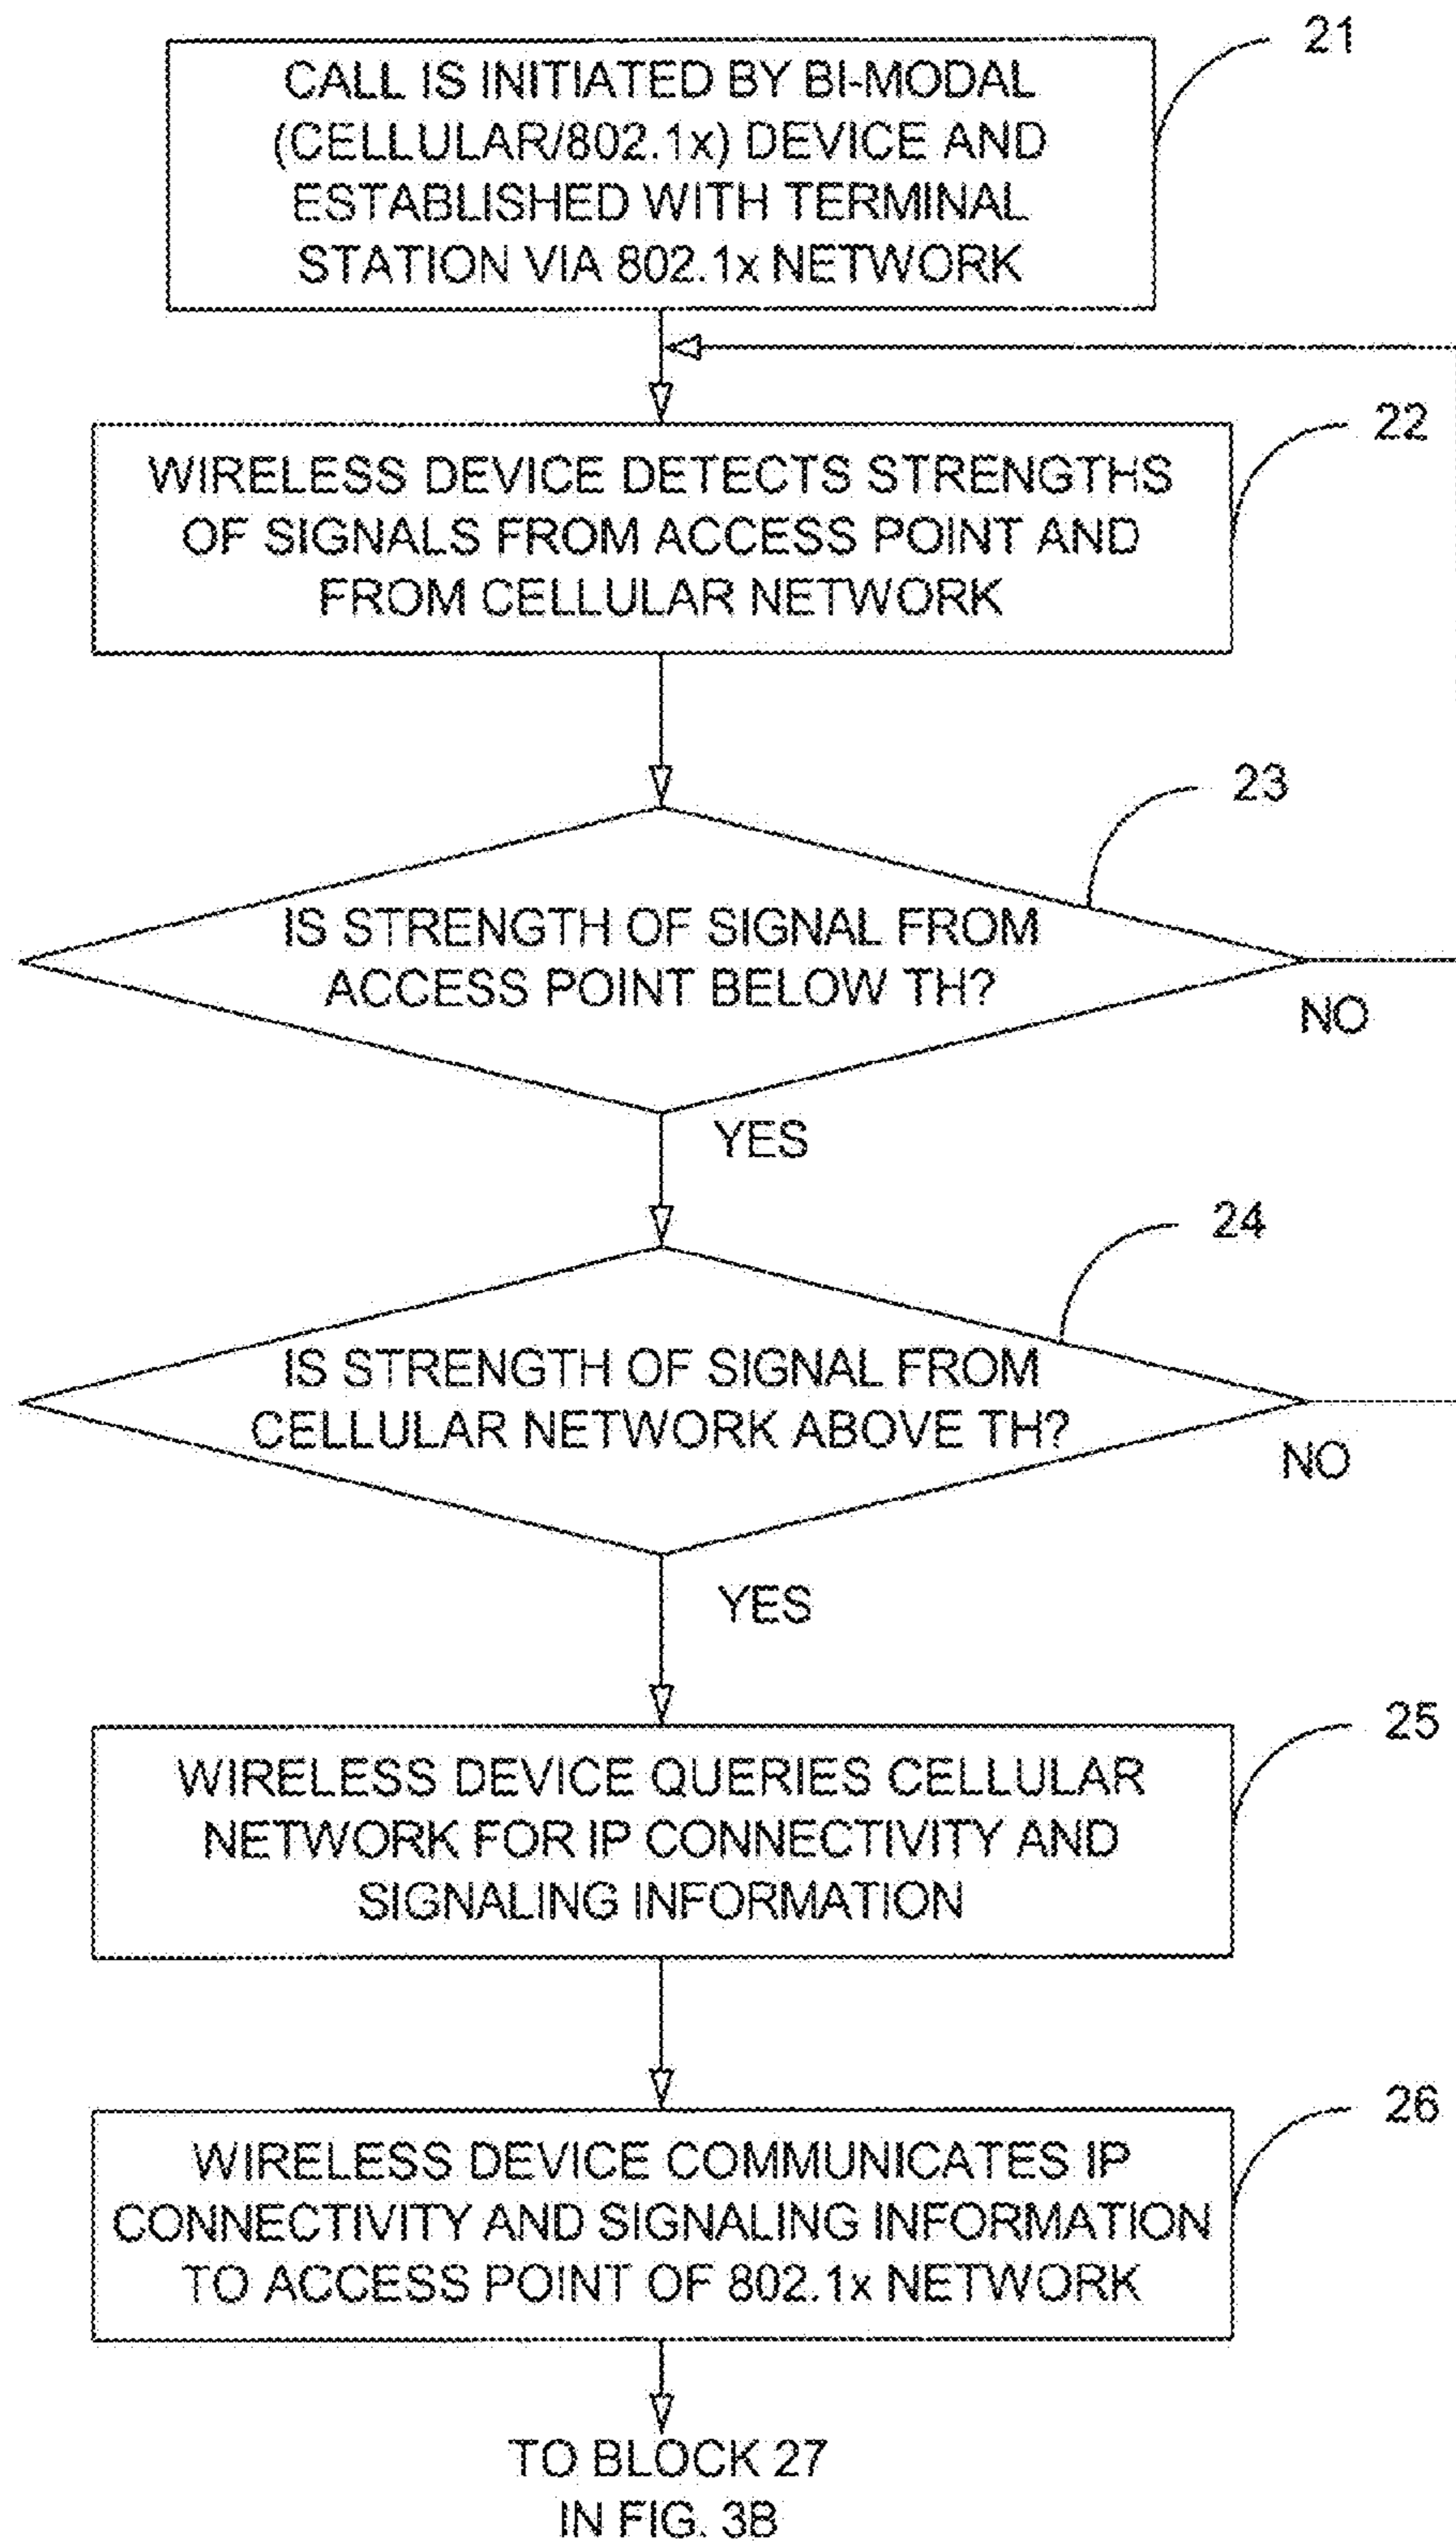 21
CALL IS INITIATED BY BI-MODAL
(CELLULAR/802.1x) DEVICE AND
ESTABLISHED WITH TERMINAL
STATION VIA 802.1x NETWORK
22
WIRELESS DEVICE DETECTS STRENGTHS
OF SIGNALS FROM ACCESS POINT AND
FROM CELLULAR NETWORK
23
IS STRENGTH OF SIGNAL FROM
ACCESS POINT BELOW TH?
NO
YES
24
IS STRENGTH OF SIGNAL FROM
CELLULAR NETWORK ABOVE TH?
NO
YES
25
WIRELESS DEVICE QUERIES CELLULAR
NETWORK FOR IP CONNECTIVITY AND
SIGNALING INFORMATION
26
WIRELESS DEVICE COMMUNICATES IP
CONNECTIVITY AND SIGNALING INFORMATION
TO ACCESS POINT OF 802.1x NETWORK
TO BLOCK 27
IN FIG. 3B